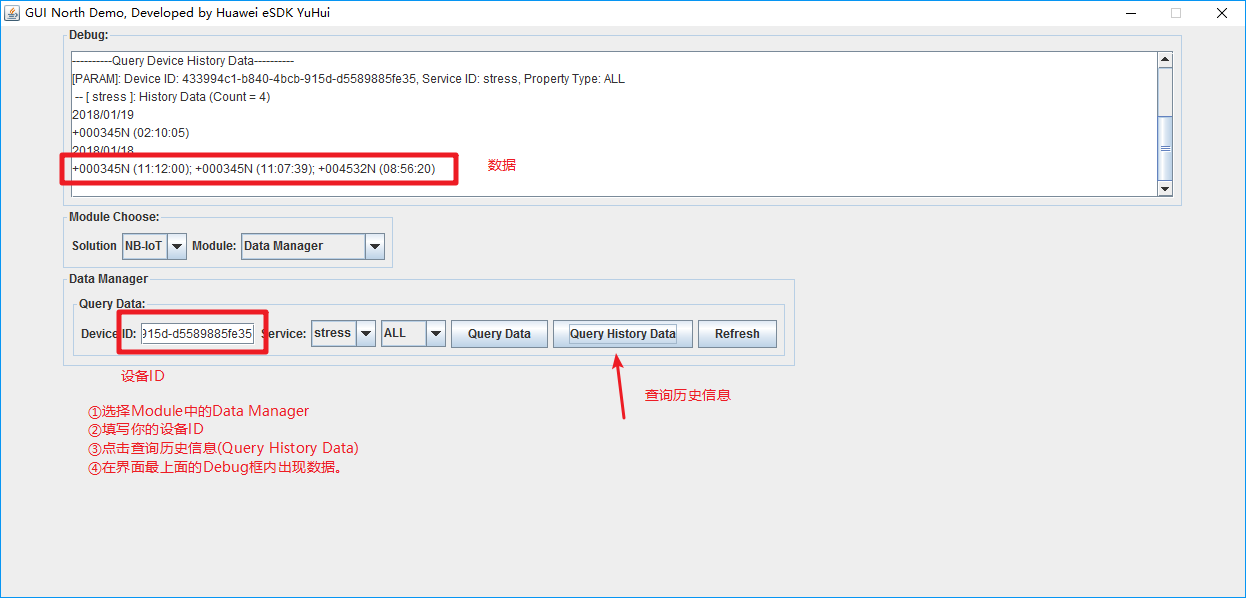 GUI North Demo, Developed by Huawei eSDK YuHui
Debug:
----------Query Device History Data----------
[PARAM]: Device ID: 433994c1-b840-4bcb-915d-d5589885fe35, Service ID: stress, Property Type: ALL
-- [ stress ]: History Data (Count = 4)
2018/01/19
+000345N (02:10:05)
2018/01/18
+000345N (11:12:00); +000345N (11:07:39); +004532N (08:56:20)
数据
Module Choose:
Solution NB-IoT Module: Data Manager
Data Manager
Query Data:
Device ID: 915d-d5589885fe35 Service: stress ALL Query Data Query History Data Refresh
设备ID
查询历史信息
①选择Module中的Data Manager
②填写你的设备ID
③点击查询历史信息(Query History Data)
④在界面最上面的Debug框内出现数据。